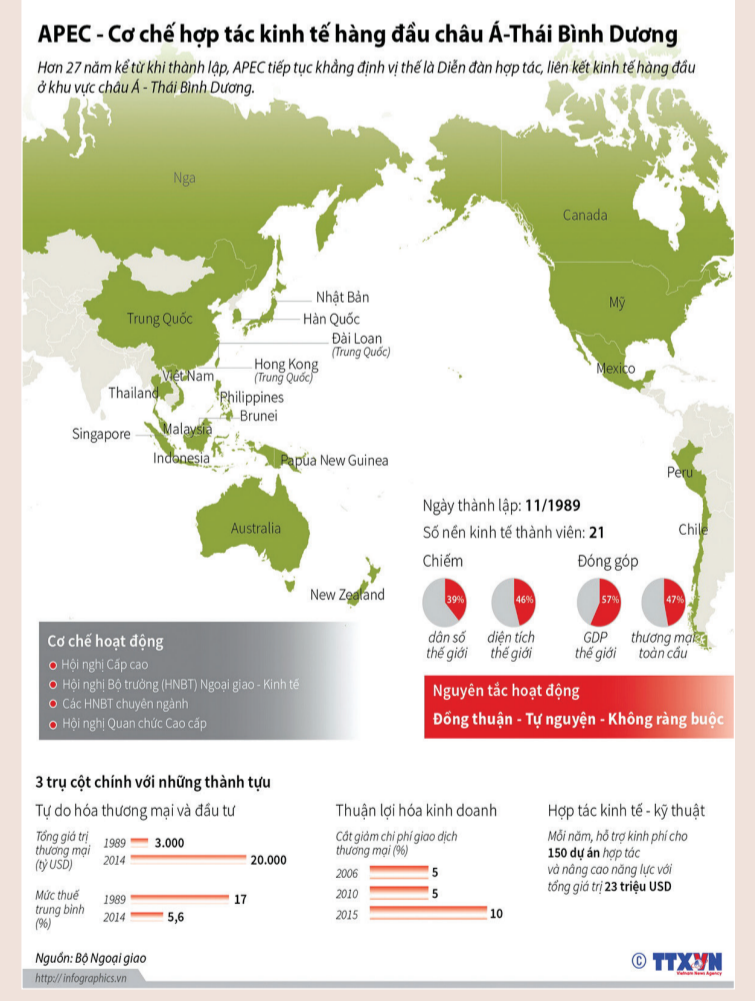 APEC - Cơ chế hợp tác kinh tế hàng đầu châu Á-Thái Bình Dương
Hơn 27 năm kể từ khi thành lập, APEC tiếp tục khẳng định vị thế là Diễn đàn hợp tác, liên kết kinh tế hàng đầu
ở khu vực châu Á - Thái Bình Dương.
Nga
Canada
Mỹ
Mexico
Trung Quốc
Nhật Bản
Hàn Quốc
Đài Loan
(Trung Quốc)
Hong Kong
(Trung Quốc)
Việt Nam
Thailand
Philippines
Brunei
Malaysia
Singapore
Indonesia
Papua New Guinea
Peru
Chile
Australia
New Zealand
Ngày thành lập: 11/1989
Số nền kinh tế thành viên: 21
Chiếm
Đóng góp
39%
46%
57%
47%
dân số
thế giới
diện tích
thế giới
GDP
thế giới
thương mại
toàn cầu
Cơ chế hoạt động
Hội nghị Cấp cao
Hội nghị Bộ trưởng (HNBT) Ngoại giao - Kinh tế
Các HNBT chuyên ngành
Hội nghị Quan chức Cao cấp
Nguyên tắc hoạt động
Đồng thuận - Tự nguyện - Không ràng buộc
3 trụ cột chính với những thành tựu
Tự do hóa thương mại và đầu tư
Tổng giá trị
thương mại
(tỷ USD)
1989 3.000
2014 20.000
Mức thuế
trung bình
(%)
1989 17
2014 5,6
Thuận lợi hóa kinh doanh
Cắt giảm chi phí giao dịch
thương mại (%)
2006 5
2010 5
2015 10
Hợp tác kinh tế - kỹ thuật
Mỗi năm, hỗ trợ kinh phí cho
150 dự án hợp tác
và nâng cao năng lực với
tổng giá trị 23 triệu USD
Nguồn: Bộ Ngoại giao
http://infographics.vn
© TTXVN
Vietnam News Agency